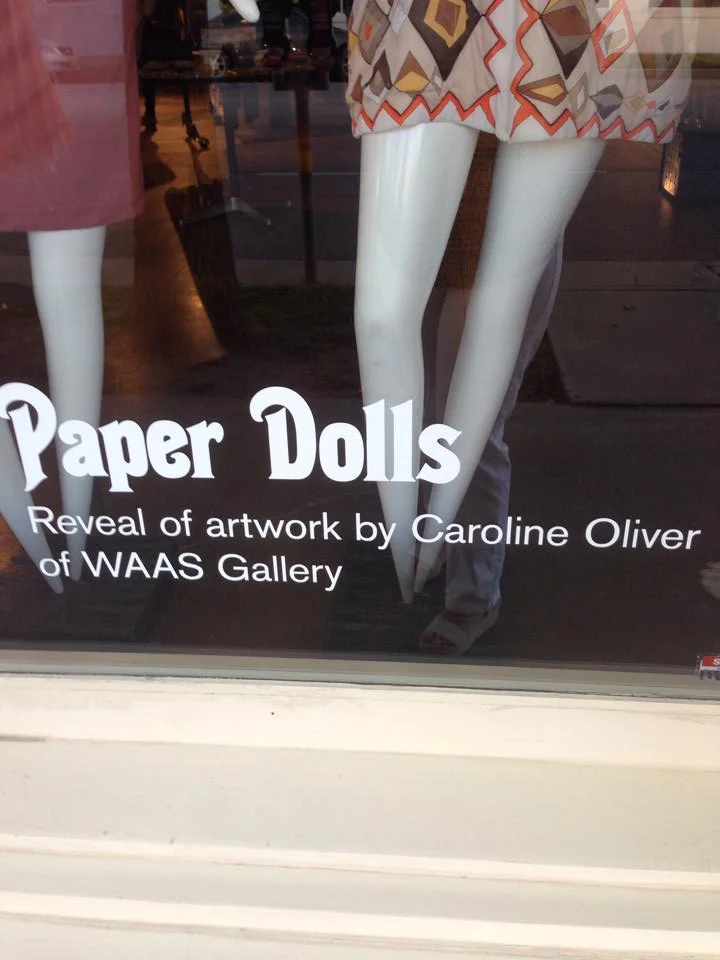 Paper Dolls
Reveal of artwork by Caroline Oliver
of WAAS Gallery